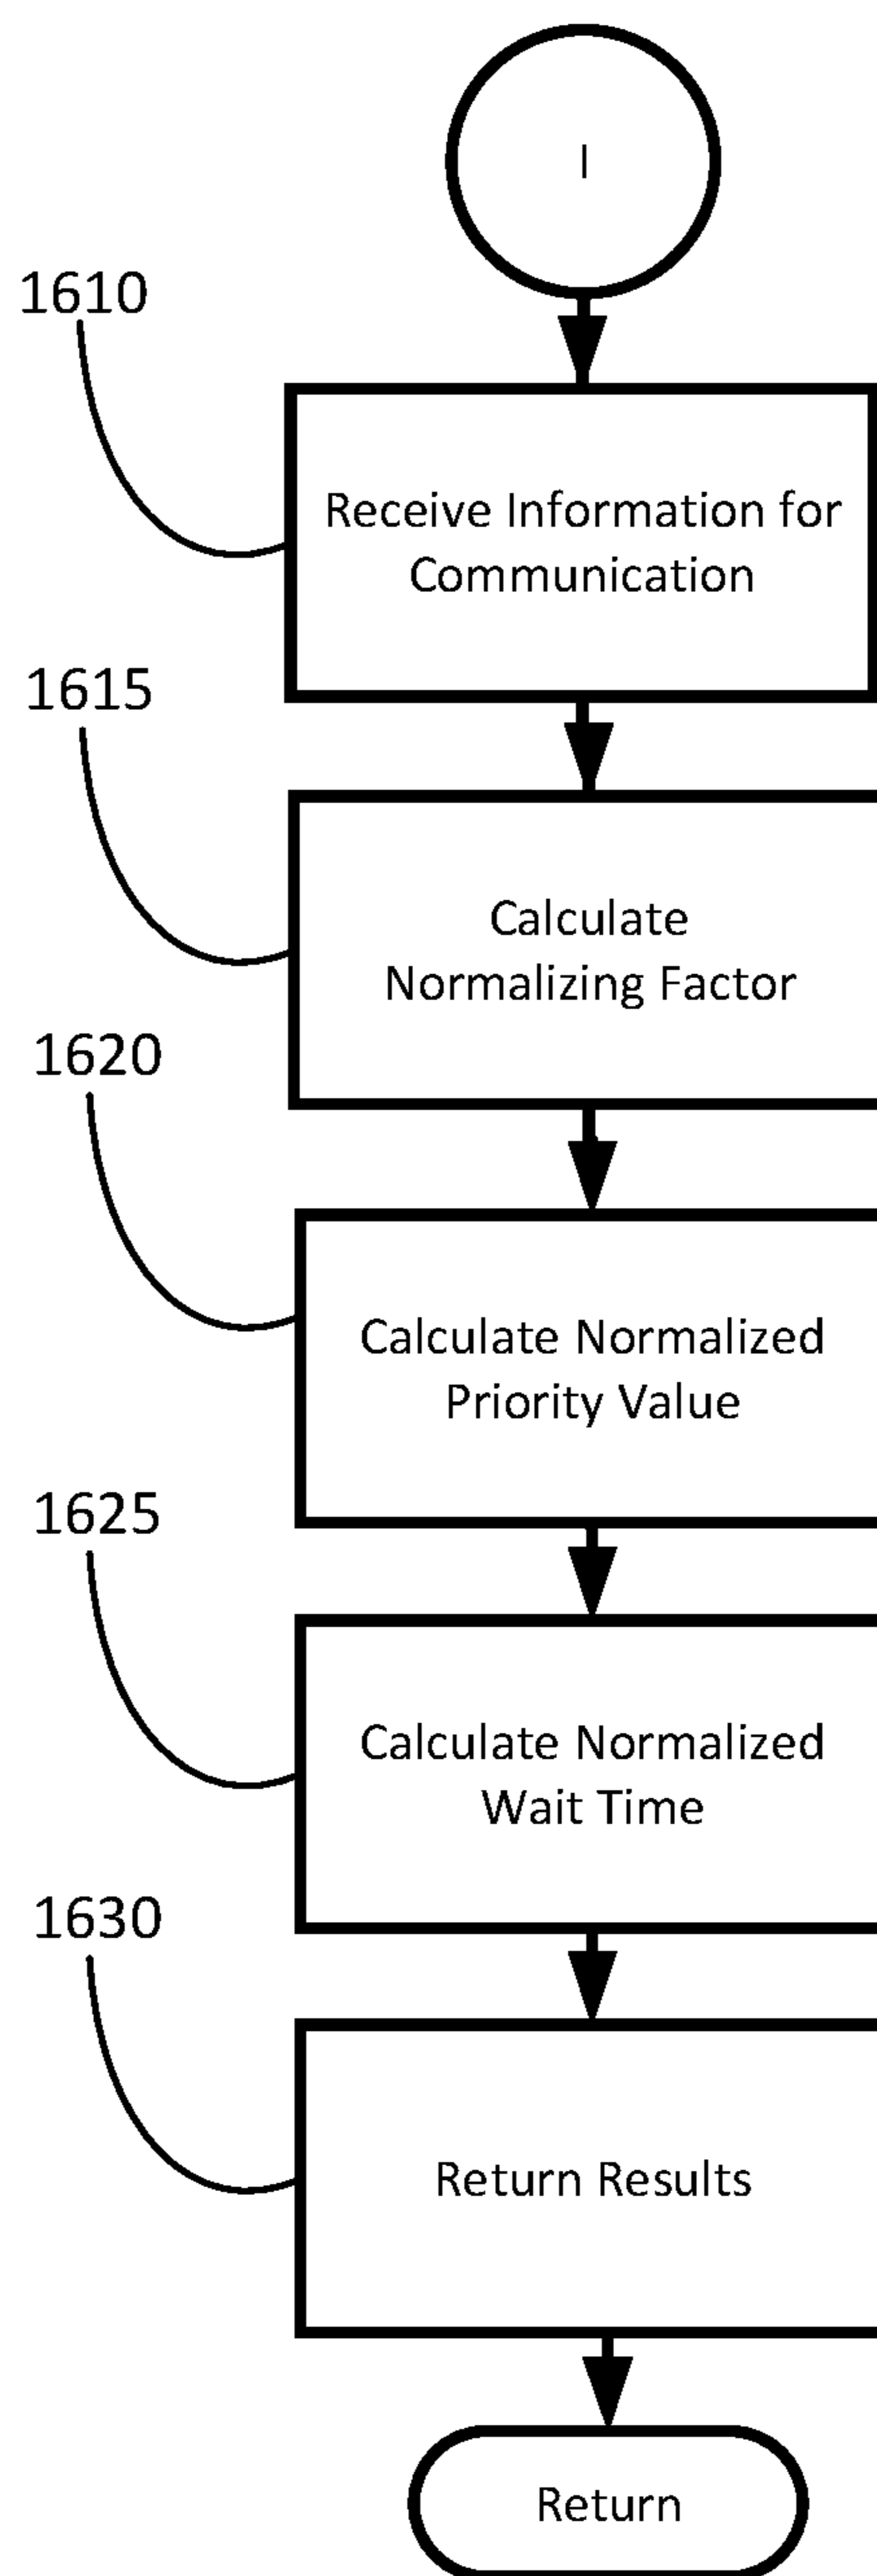 I
1610
Receive Information for
Communication
1615
Calculate
Normalizing Factor
1620
Calculate Normalized
Priority Value
1625
Calculate Normalized
Wait Time
1630
Return Results
Return